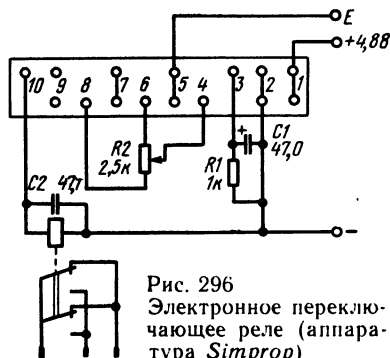 E
+4,88
10 9 8 7 6 5 4 3 2 1
R2
2,5к
+
C1
47,0
R1
1к
C2 47,т
−
Рис. 296
Электронное переклю-
чающее реле (аппара-
тура Simprop)